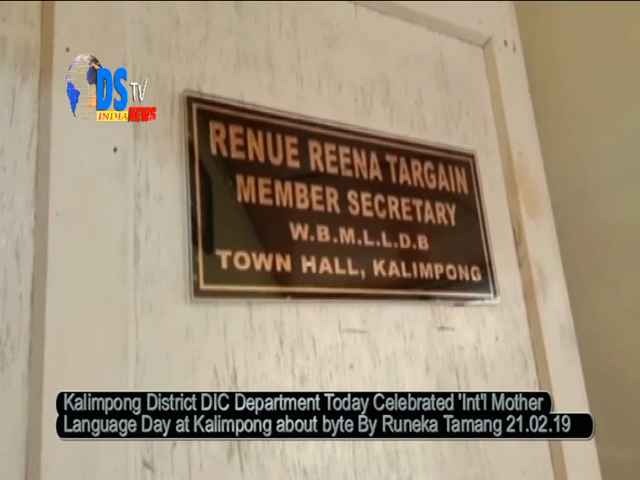 DS TV
INDIA NEWS
RENUE REENA TARGAIN
MEMBER SECRETARY
W.B.M.L.L.D.B
TOWN HALL, KALIMPONG
Kalimpong District DIC Department Today Celebrated 'Int'l Mother
Language Day at Kalimpong about byte By Runeka Tamang 21.02.19